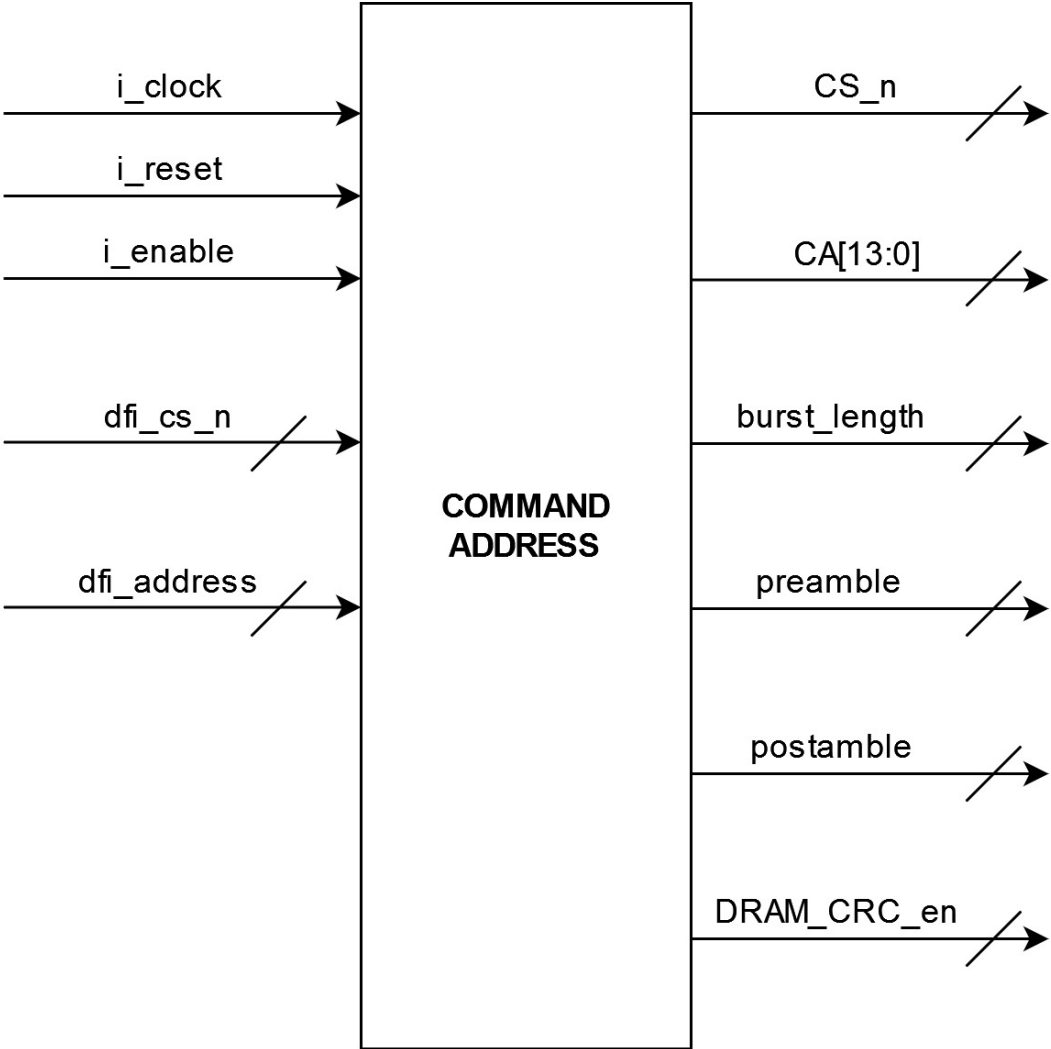 i_clock
i_reset
i_enable
dfi_cs_n
dfi_address
COMMAND
ADDRESS
CS_n
CA[13:0]
burst_length
preamble
postamble
DRAM_CRC_en